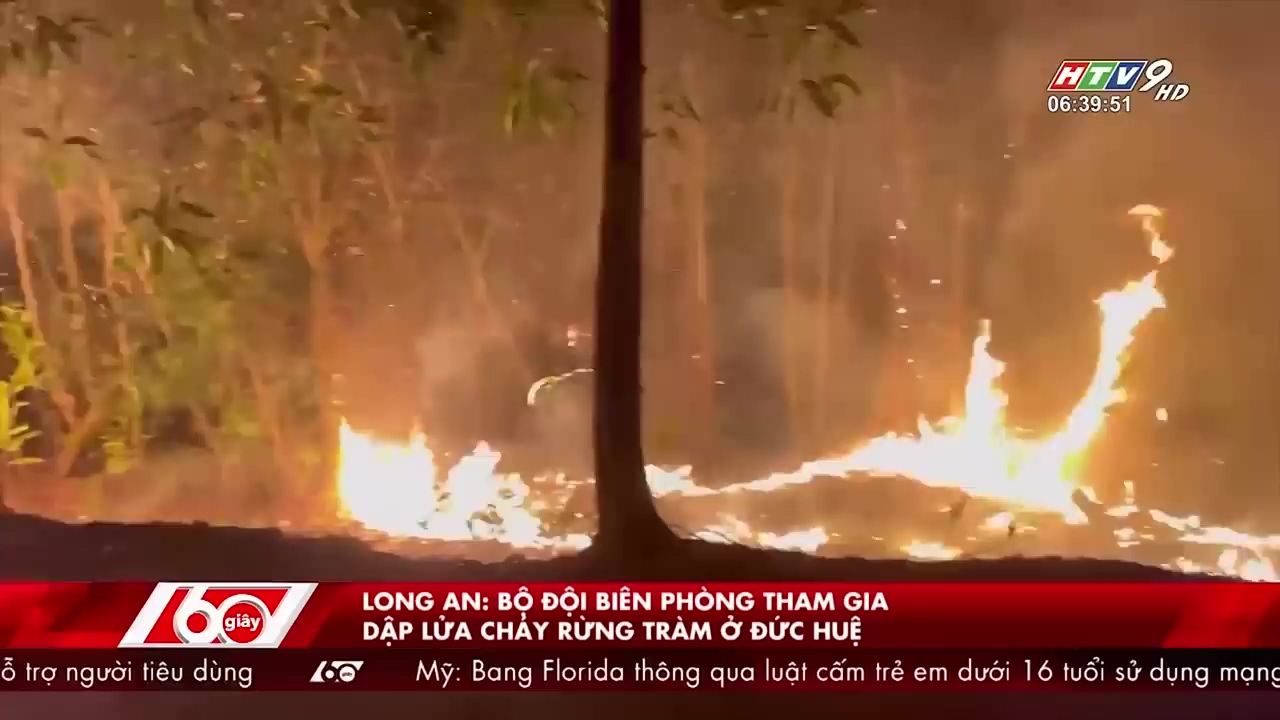 HTV9 HD
06:39:51
60 giây
LONG AN: BỘ ĐỘI BIÊN PHÒNG THAM GIA
DẬP LỬA CHÁY RỪNG TRÀM Ở ĐỨC HUỆ
ỗ trợ người tiêu dùng 60 giây Mỹ: Bang Florida thông qua luật cấm trẻ em dưới 16 tuổi sử dụng mạng